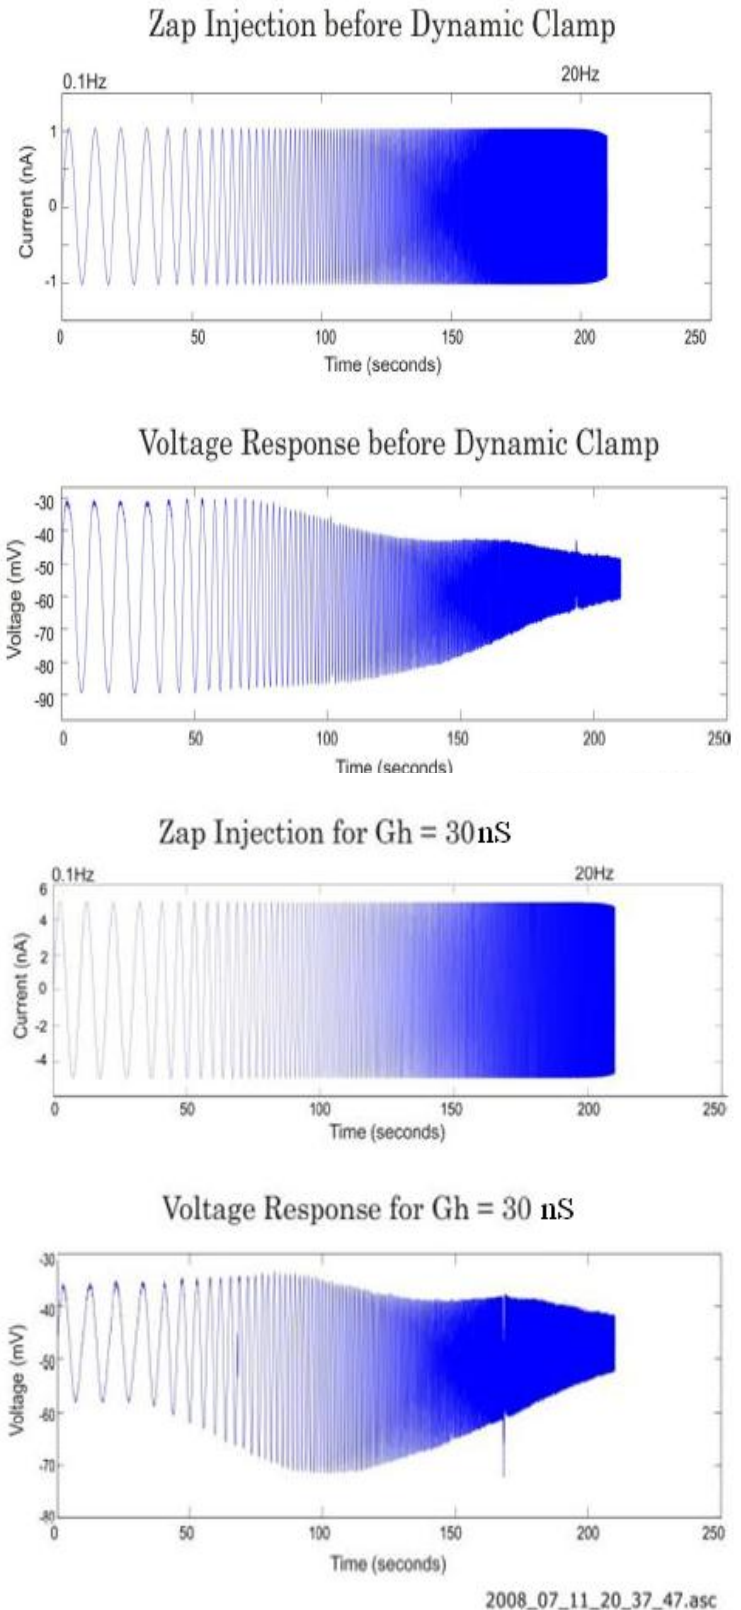 Zap Injection before Dynamic Clamp
0.1Hz 20Hz
Current (nA)
1
0
-1
0 50 100 150 200 250
Time (seconds)
Voltage Response before Dynamic Clamp
Voltage (mV)
-30
-40
-50
-60
-70
-80
-90
0 50 100 150 200 250
Time (seconds)
Zap Injection for Gh = 30nS
0.1Hz 20Hz
Current (nA)
6
4
2
0
-2
-4
0 50 100 150 200 250
Time (seconds)
Voltage Response for Gh = 30 nS
Voltage (mV)
-30
-40
-50
-60
-70
-80
0 50 100 150 200 250
Time (seconds)
2008_07_11_20_37_47.asc